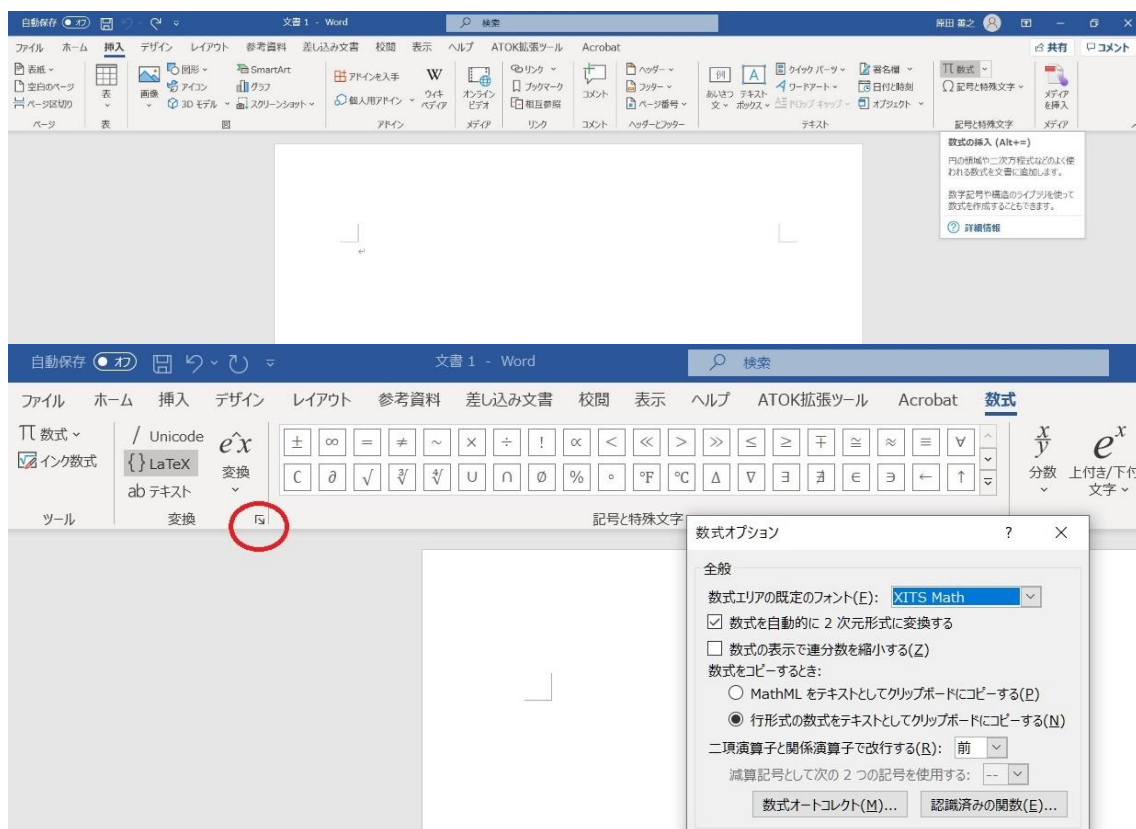 自動保存 オフ 文書 1 - Word 検索 原田 善之
ファイル ホーム 挿入 デザイン レイアウト 参考資料 差し込み文書 校閲 表示 ヘルプ ATOK拡張ツール Acrobat 共有 コメント
表紙
空白のページ
ページ区切り
ページ
表
表
画像
図形
アイコン
3D モデル
SmartArt
グラフ
スクリーンショット
図
アドインを入手
個人用アドイン
ウィキペディア
アドイン
オンラインビデオ
メディア
リンク
ブックマーク
相互参照
リンク
コメント
コメント
ヘッダー
フッター
ページ番号
ヘッダーとフッター
あいさつ文
テキストボックス
クイック パーツ
ワードアート
ドロップ キャップ
署名欄
日付と時刻
オブジェクト
テキスト
π 数式
Ω 記号と特殊文字
記号と特殊文字
メディアを挿入
メディア
数式の挿入 (Alt+=)
円の領域や二次方程式などのよく使
われる数式を文書に追加します。
数学記号や構造のライブラリを使って
数式を作成することもできます。
詳細情報
自動保存 オフ 文書 1 - Word 検索
ファイル ホーム 挿入 デザイン レイアウト 参考資料 差し込み文書 校閲 表示 ヘルプ ATOK拡張ツール Acrobat 数式
π 数式
インク数式
ツール
/ Unicode
{} LaTeX
ab テキスト
êx
変換
変換
± ∞ = ≠ ~ × ÷ ! ∝ < ≪ > ≫ ≤ ≥ ∓ ≅ ≈ ≡ ∀
∁ ∂ √ ∛ ∜ ∪ ∩ ∅ % ° °F °C ∆ ∇ ∃ ∄ ∈ ∋ ← ↑
記号と特殊文字
x/y
分数
e^x
上付き/下付
文字
数式オプション ? ×
全般
数式エリアの既定のフォント(F): XITS Math
数式を自動的に 2 次元形式に変換する
数式の表示で連分数を縮小する(Z)
数式をコピーするとき:
MathML をテキストとしてクリップボードにコピーする(P)
行形式の数式をテキストとしてクリップボードにコピーする(N)
二項演算子と関係演算子で改行する(R): 前
減算記号として次の 2 つの記号を使用する: --
数式オートコレクト(M)... 認識済みの関数(E)...